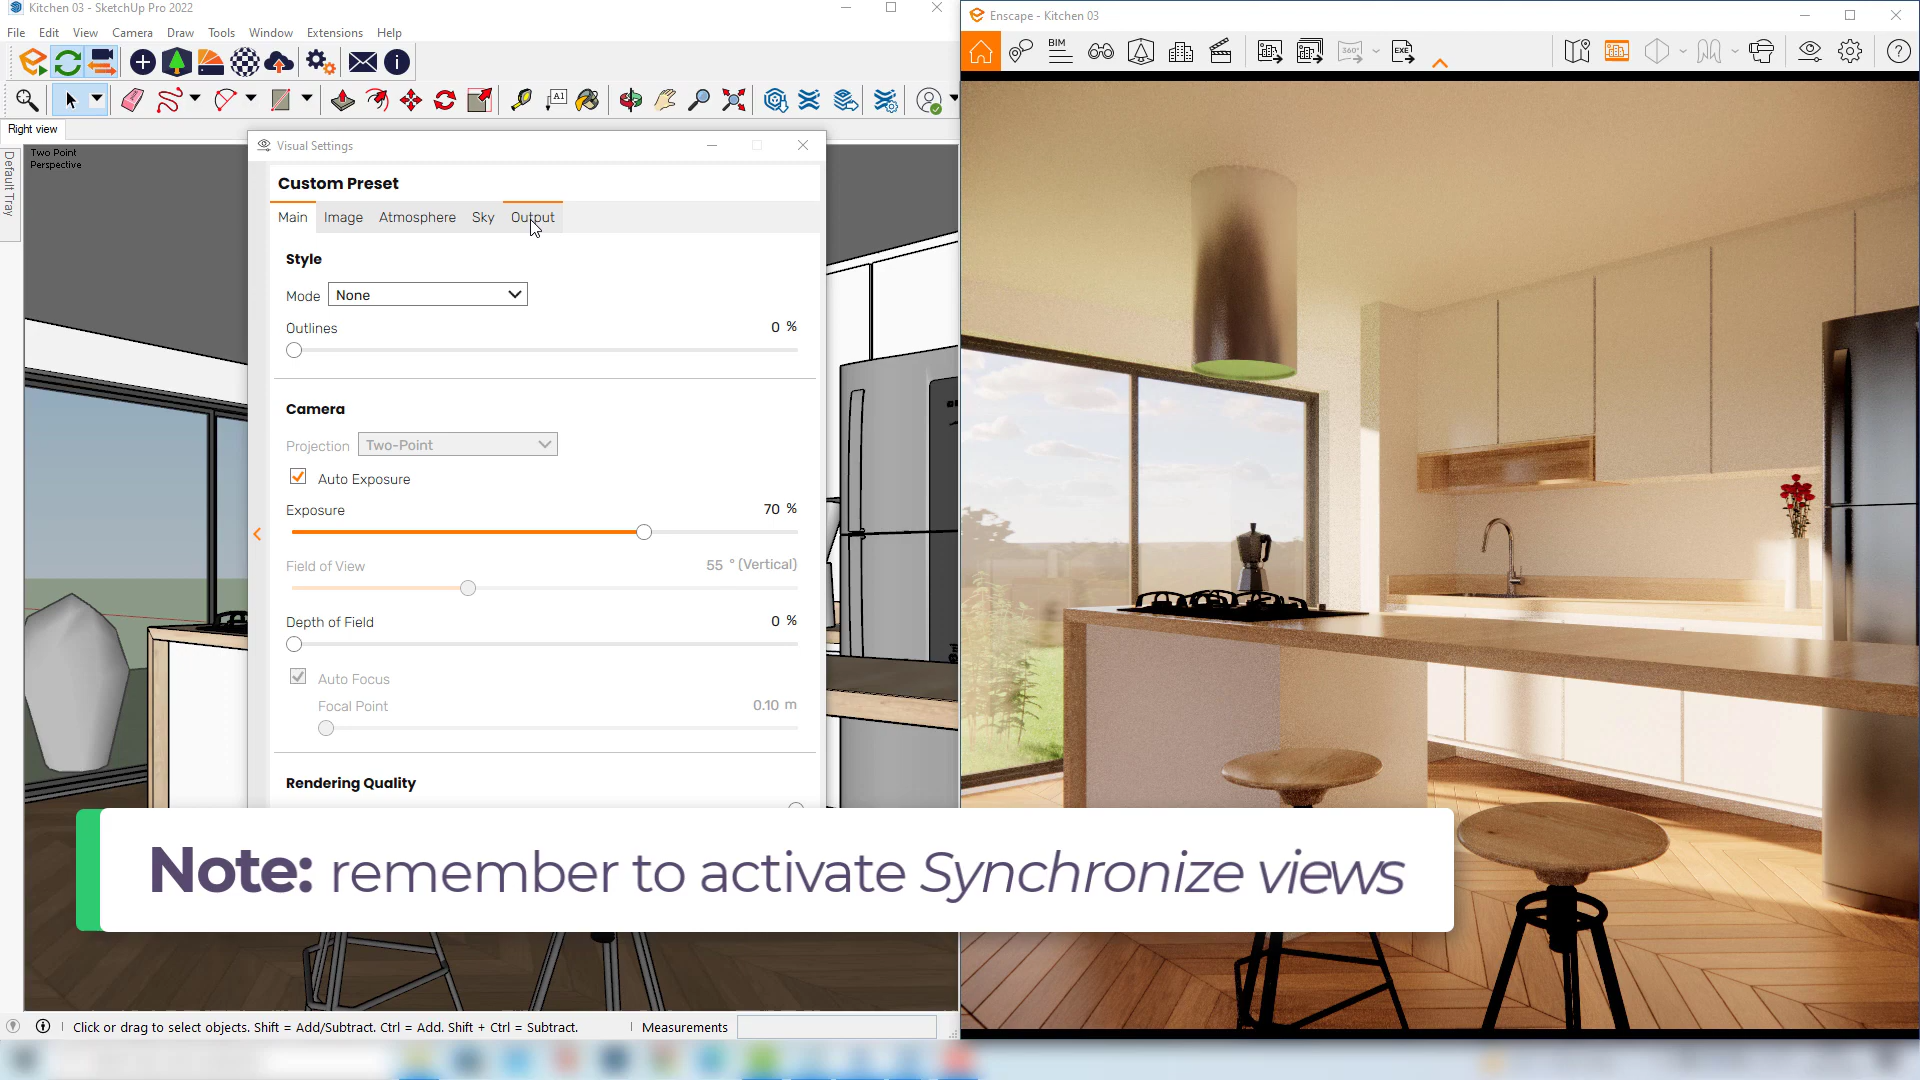 Kitchen 03 - SketchUp Pro 2022
File Edit View Camera Draw Tools Window Extensions Help
A1
Right view
Default Tray
Two Point
Perspective
Visual Settings
Custom Preset
Main Image Atmosphere Sky Output
Style
Mode None
Outlines 0 %
Camera
Projection Two-Point
Auto Exposure
Exposure 70 %
Field of View 55 ° (Vertical)
Depth of Field 0 %
Auto Focus
Focal Point 0.10 m
Rendering Quality
Enscape - Kitchen 03
BIM
360°
EXE
Note: remember to activate Synchronize views
Click or drag to select objects. Shift = Add/Subtract. Ctrl = Add. Shift + Ctrl = Subtract.
Measurements